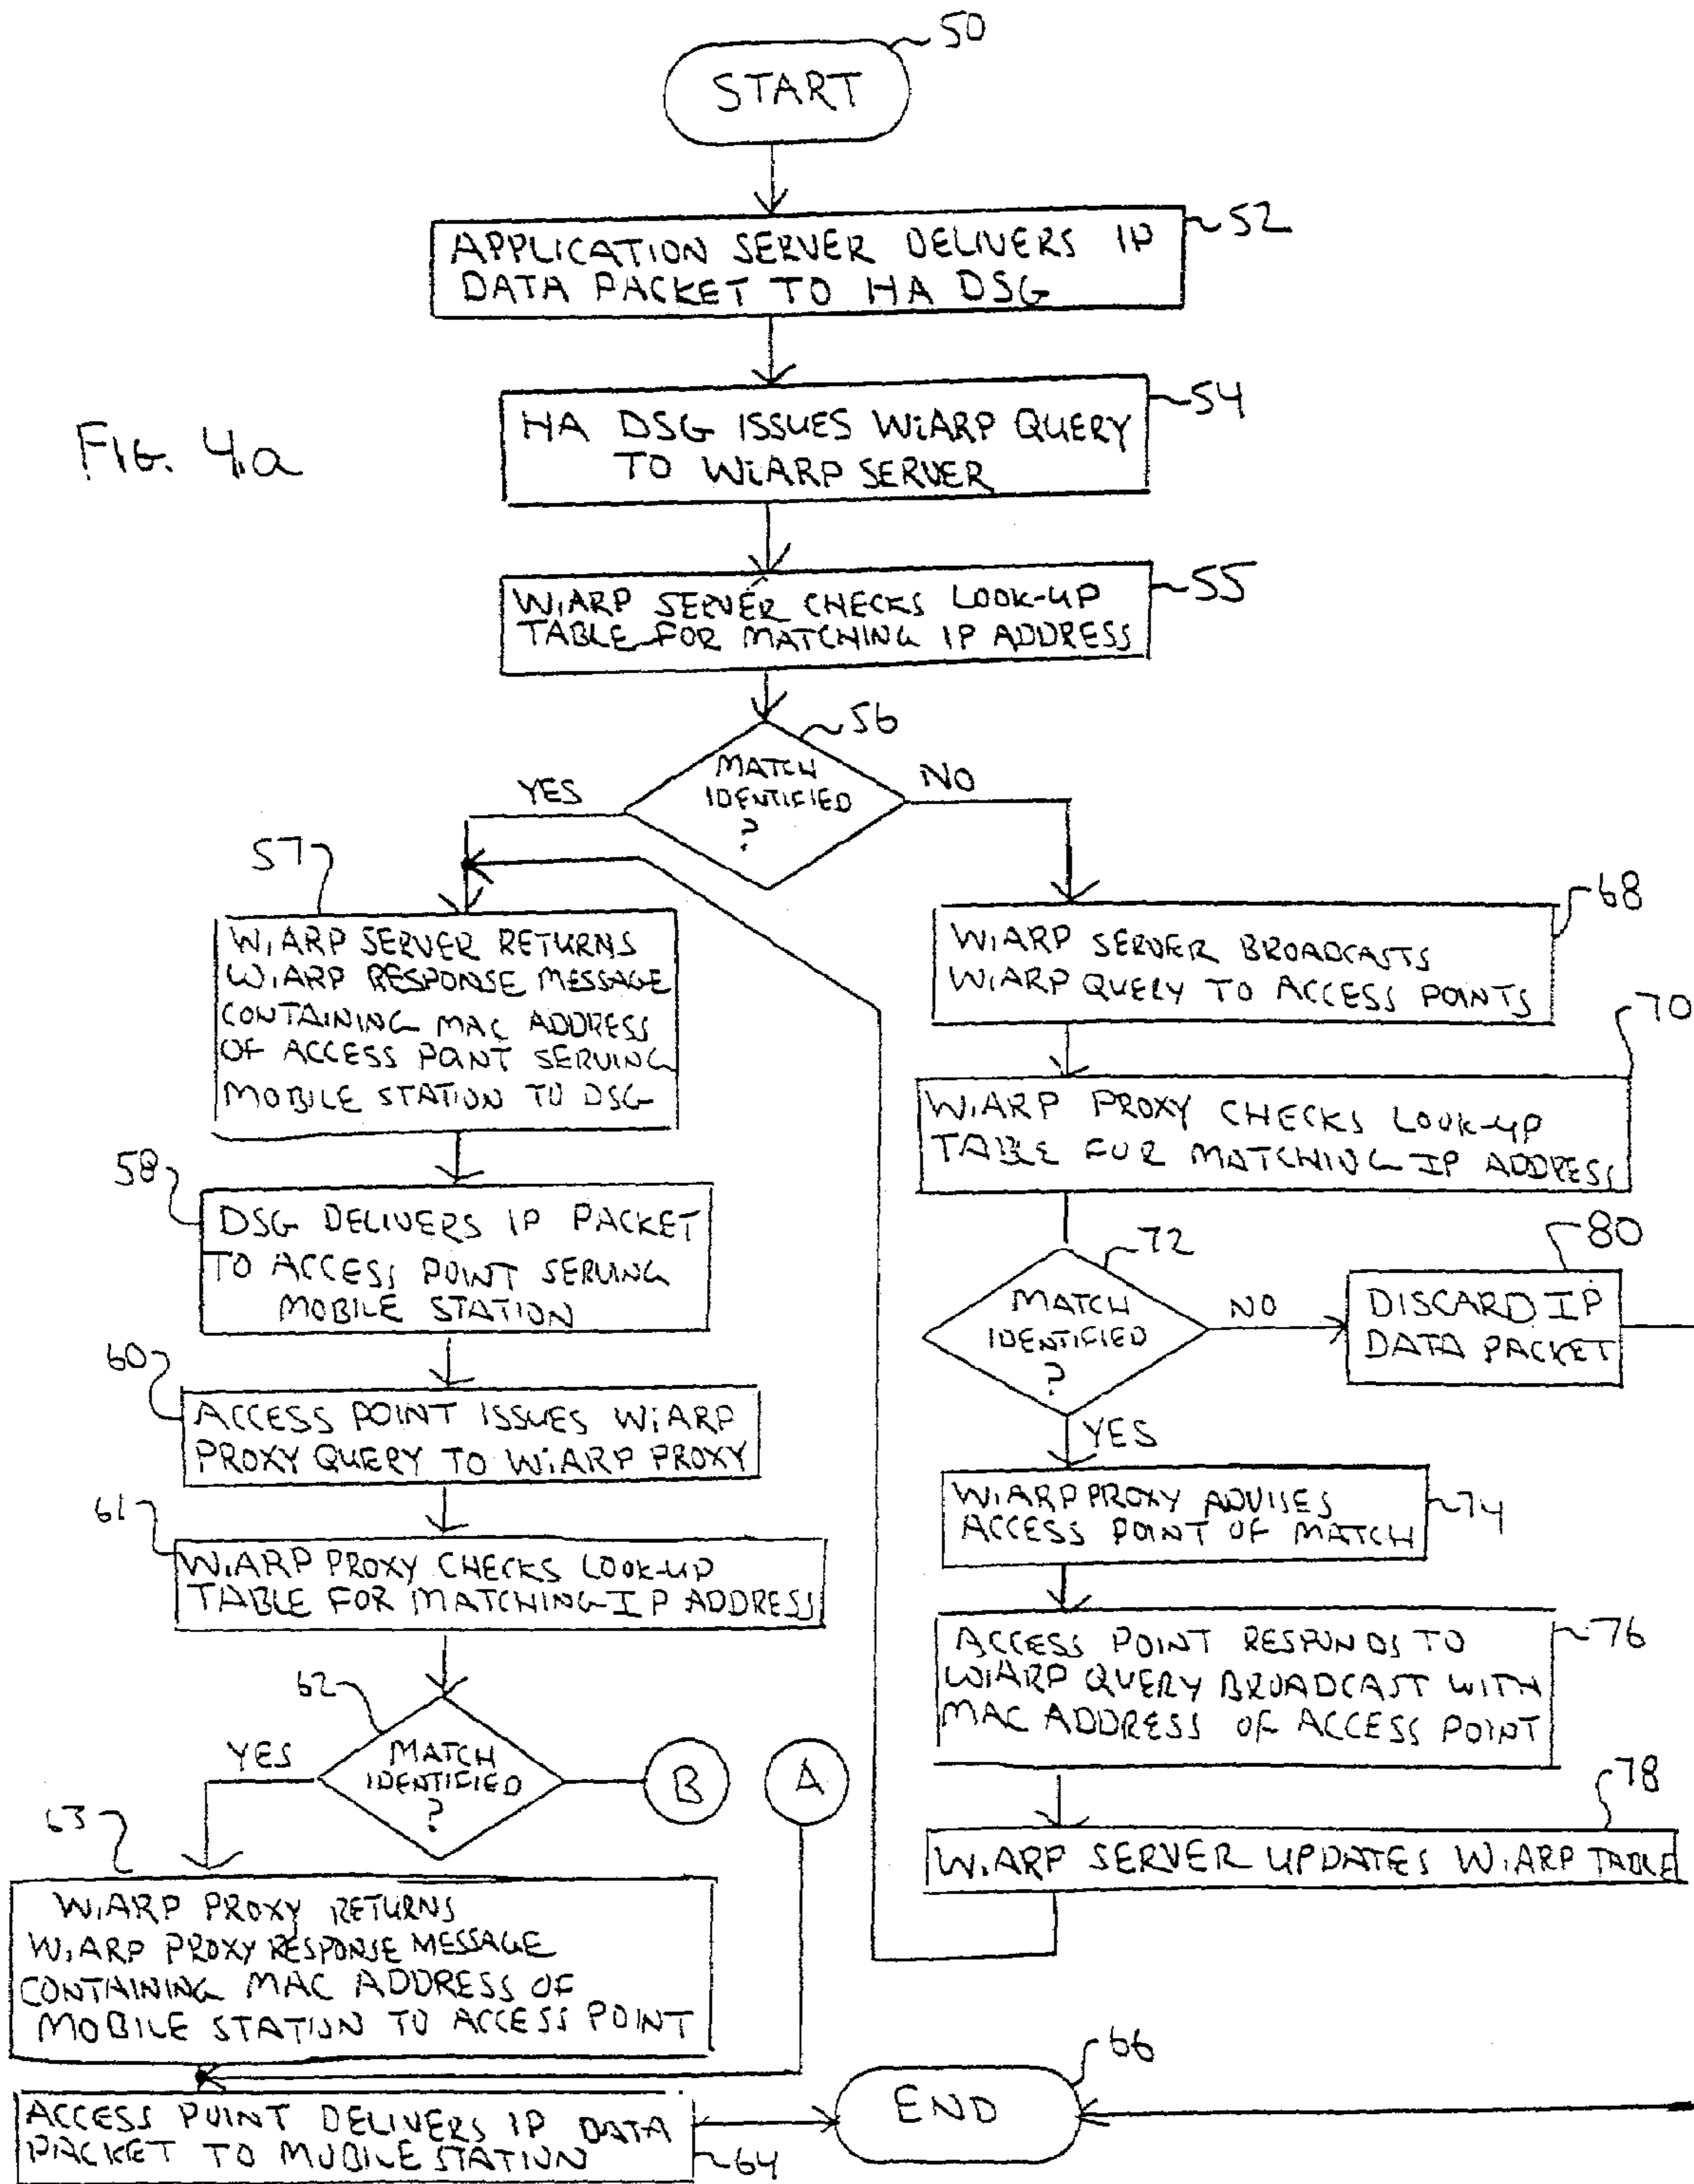 50
START
APPLICATION SERVER DELIVERS IP
DATA PACKET TO HA DSG
52
HA DSG ISSUES WiARP QUERY
TO WiARP SERVER
54
FIG. 4.a
WiARP SERVER CHECKS LOOK-UP
TABLE FOR MATCHING IP ADDRESS
55
56
MATCH
IDENTIFIED
?
YES
NO
57
WiARP SERVER RETURNS
WiARP RESPONSE MESSAGE
CONTAINING MAC ADDRESS
OF ACCESS POINT SERVING
MOBILE STATION TO DSG
68
WiARP SERVER BROADCASTS
WiARP QUERY TO ACCESS POINTS
70
WiARP PROXY CHECKS LOOK-UP
TABLE FOR MATCHING IP ADDRESS
58
DSG DELIVERS IP PACKET
TO ACCESS POINT SERVING
MOBILE STATION
72
MATCH
IDENTIFIED
?
NO
80
DISCARD IP
DATA PACKET
YES
60
ACCESS POINT ISSUES WiARP
PROXY QUERY TO WiARP PROXY
WiARP PROXY ADVISES
ACCESS POINT OF MATCH
74
61
WiARP PROXY CHECKS LOOK-UP
TABLE FOR MATCHING IP ADDRESS
ACCESS POINT RESPONDS TO
WiARP QUERY BROADCAST WITH
MAC ADDRESS OF ACCESS POINT
76
62
YES
MATCH
IDENTIFIED
?
B
A
78
WiARP SERVER UPDATES WiARP TABLE
63
WiARP PROXY RETURNS
WiARP PROXY RESPONSE MESSAGE
CONTAINING MAC ADDRESS OF
MOBILE STATION TO ACCESS POINT
66
END
ACCESS POINT DELIVERS IP DATA
PACKET TO MOBILE STATION
64